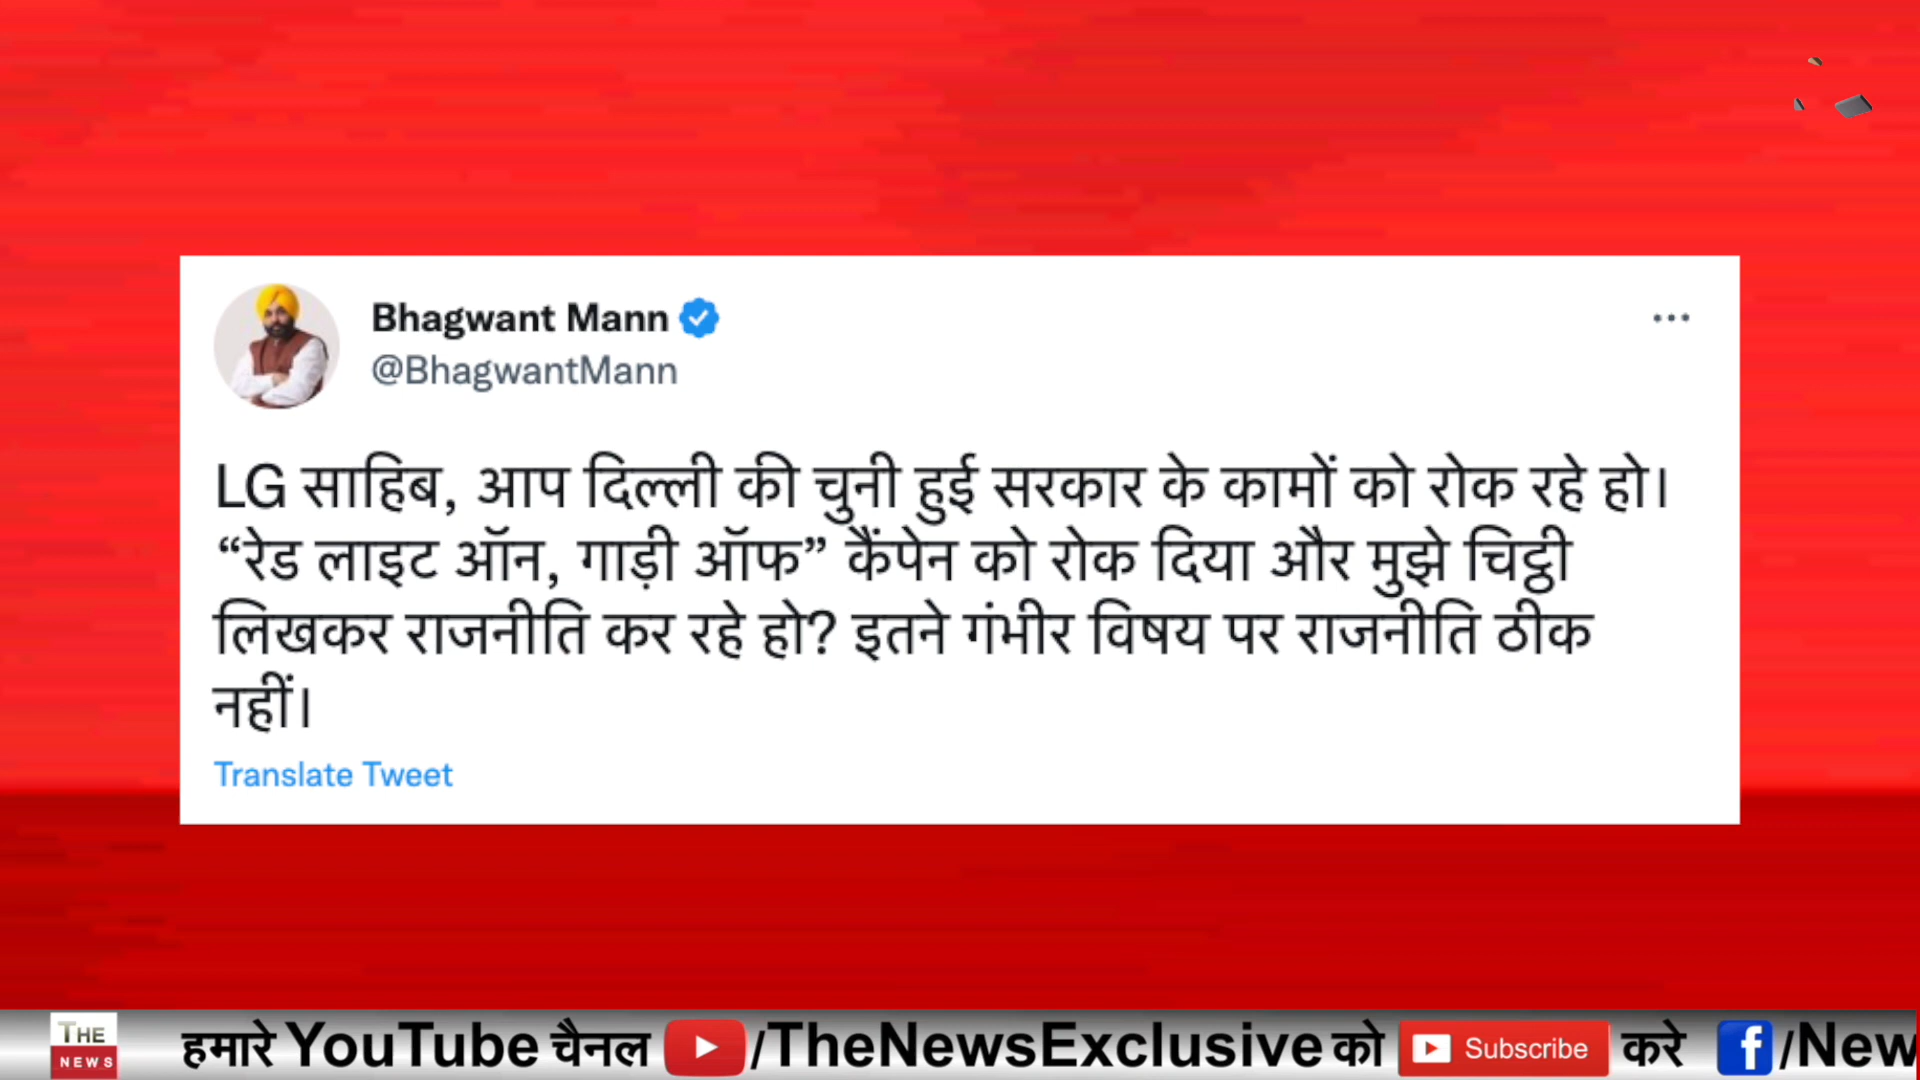 Bhagwant Mann
@BhagwantMann
LG साहिब, आप दिल्ली की चुनी हुई सरकार के कामों को रोक रहे हो।
“रेड लाइट ऑन, गाड़ी ऑफ” कैंपेन को रोक दिया और मुझे चिट्ठी
लिखकर राजनीति कर रहे हो? इतने गंभीर विषय पर राजनीति ठीक
नहीं।
Translate Tweet
THE
NEWS
हमारे YouTube चैनल /TheNewsExclusive को Subscribe करे /New